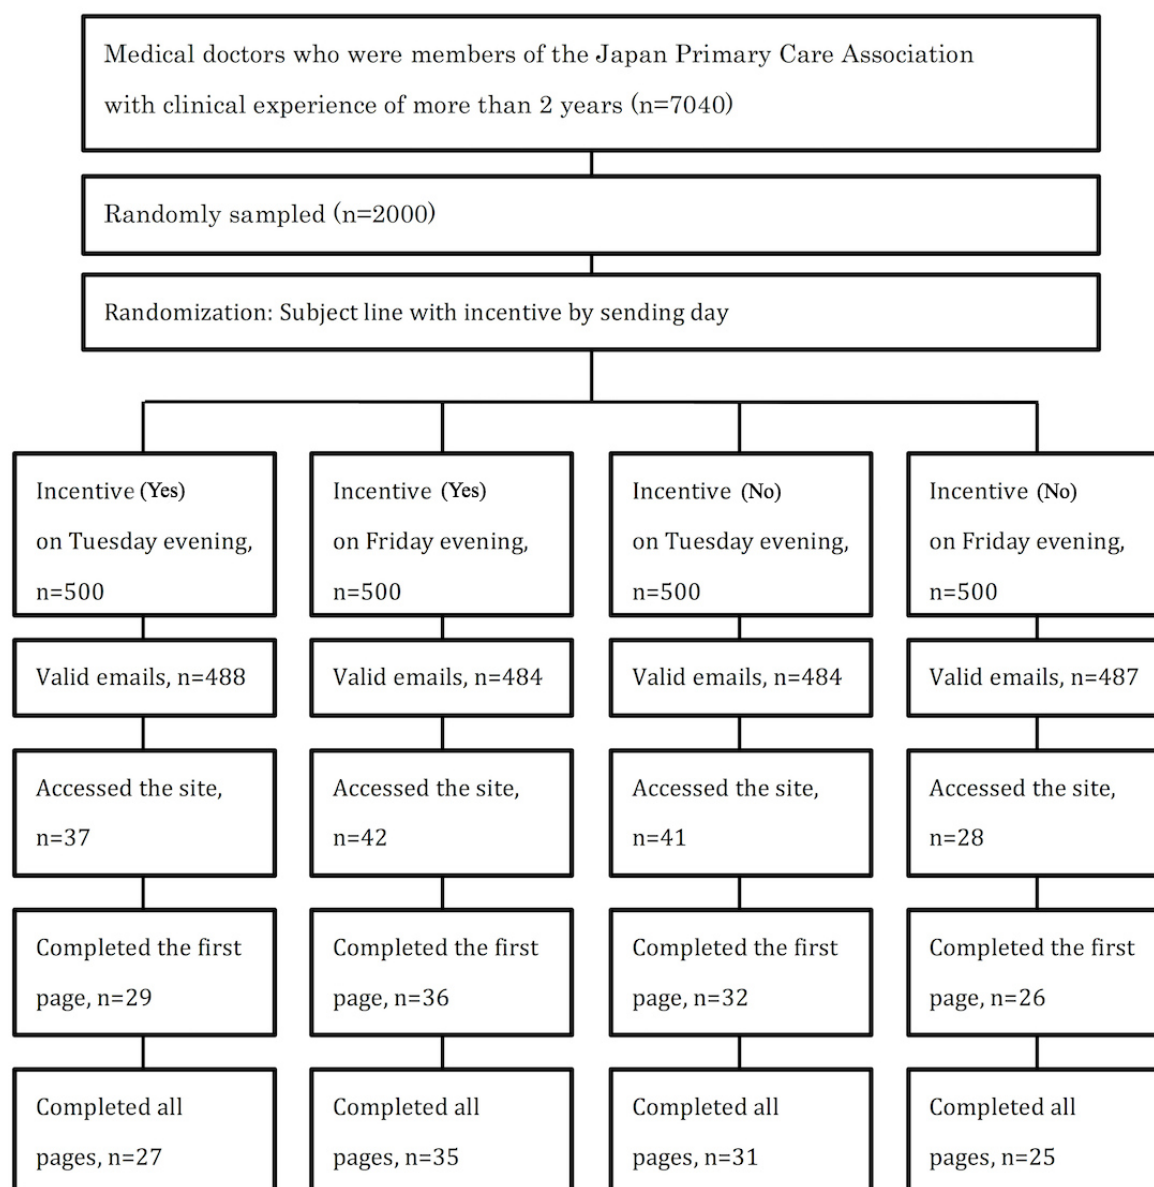 Medical doctors who were members of the Japan Primary Care Association
with clinical experience of more than 2 years (n=7040)
Randomly sampled (n=2000)
Randomization: Subject line with incentive by sending day
Incentive (Yes)
on Tuesday evening,
n=500
Incentive (Yes)
on Friday evening,
n=500
Incentive (No)
on Tuesday evening,
n=500
Incentive (No)
on Friday evening,
n=500
Valid emails, n=488
Valid emails, n=484
Valid emails, n=484
Valid emails, n=487
Accessed the site,
n=37
Accessed the site,
n=42
Accessed the site,
n=41
Accessed the site,
n=28
Completed the first
page, n=29
Completed the first
page, n=36
Completed the first
page, n=32
Completed the first
page, n=26
Completed all
pages, n=27
Completed all
pages, n=35
Completed all
pages, n=31
Completed all
pages, n=25